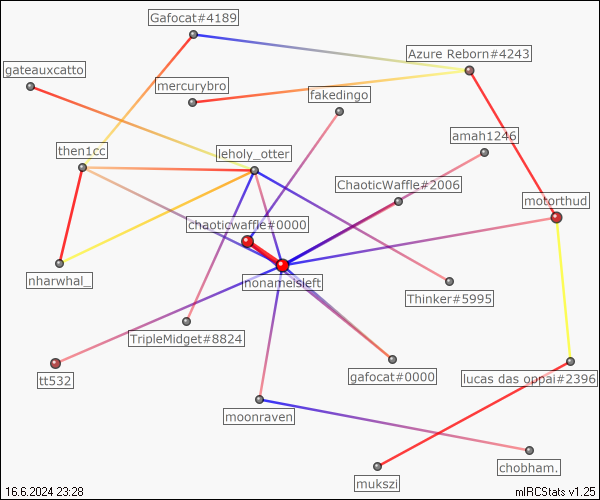 Gafocat#4189
Azure Reborn#4243
gateauxcatto
mercurybro
fakedingo
amah1246
then1cc
leholy_otter
ChaoticWaffle#2006
motorthud
chaoticwaffle#0000
nharwhal_
nonameisleft
Thinker#5995
TripleMidget#8824
tt532
gafocat#0000
lucas das oppai#2396
moonraven
chobham.
mukszi
16.6.2024 23:28
mIRCStats v1.25